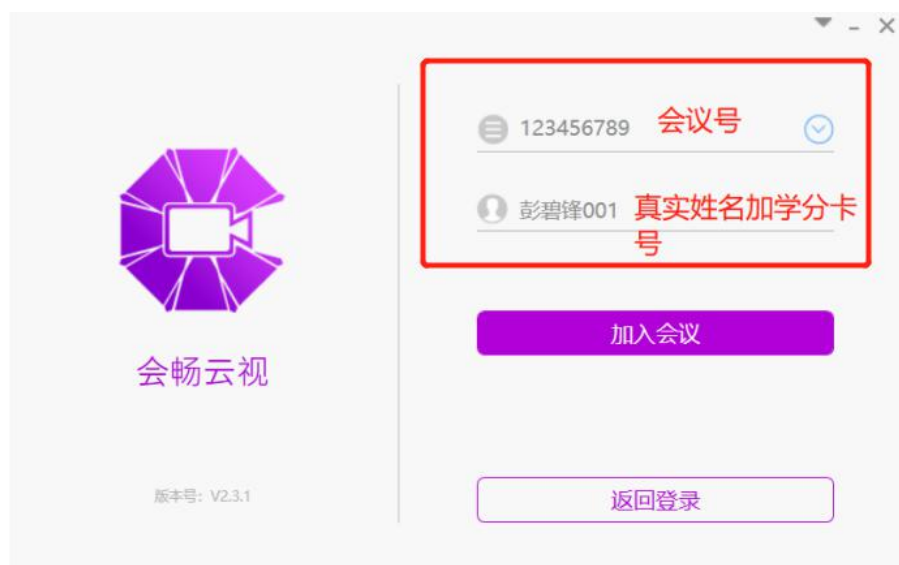 123456789 会议号
彭碧锋001 真实姓名加学分卡
号
加入会议
会畅云视
版本号: V2.3.1
返回登录